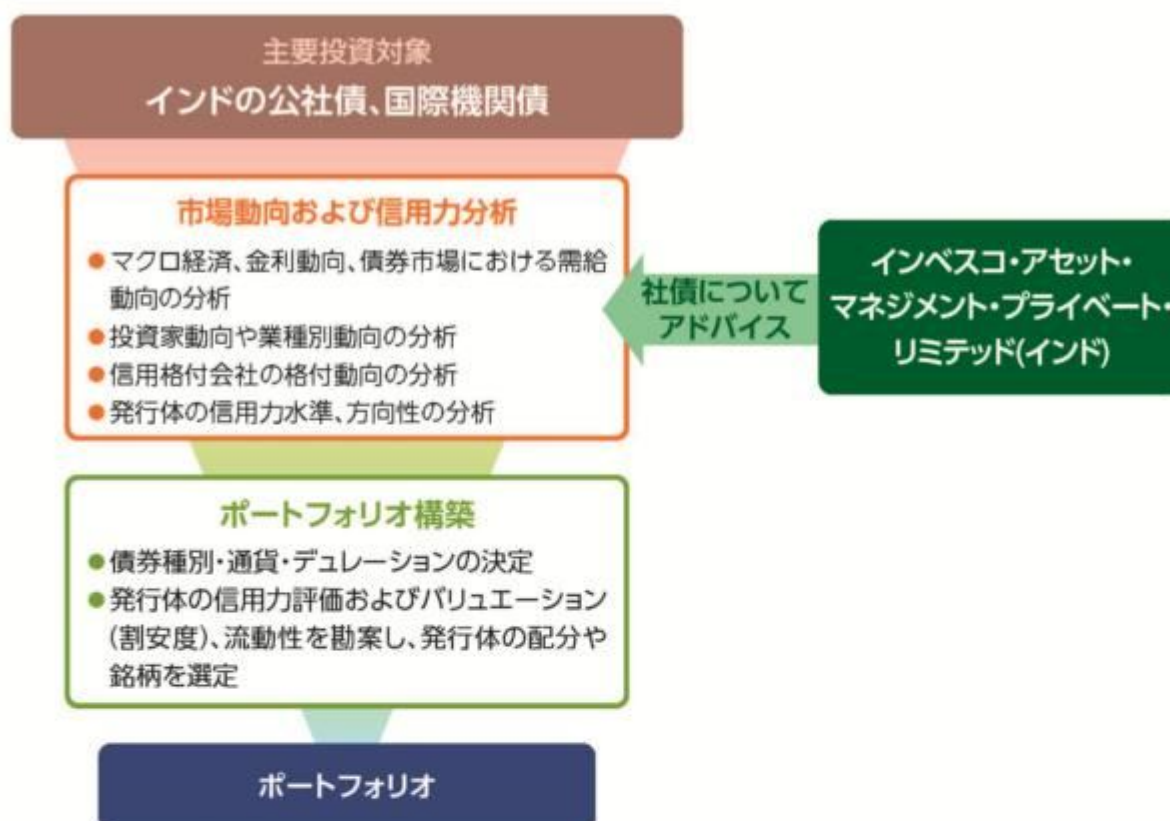 主要投資対象
インドの公社債、国際機関債
市場動向および信用力分析
●マクロ経済、金利動向、債券市場における需給
動向の分析
●投資家動向や業種別動向の分析
●信用格付会社の格付動向の分析
●発行体の信用力水準、方向性の分析
社債について
アドバイス
インベスコ・アセット・
マネジメント・プライベート・
リミテッド(インド)
ポートフォリオ構築
●債券種別・通貨・デュレーションの決定
●発行体の信用力評価およびバリュエーション
(割安度)、流動性を勘案し、発行体の配分や
銘柄を選定
ポートフォリオ